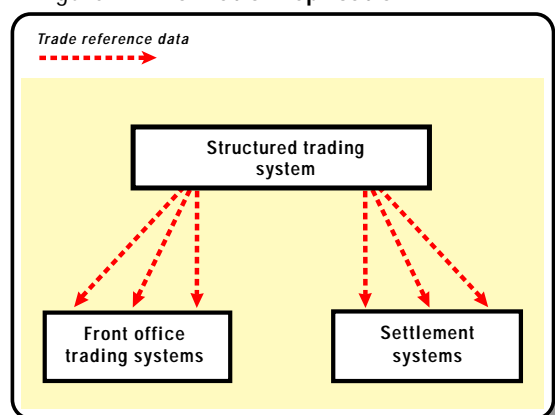 Trade reference data
Structured trading
system
Front office
trading systems
Settlement
systems